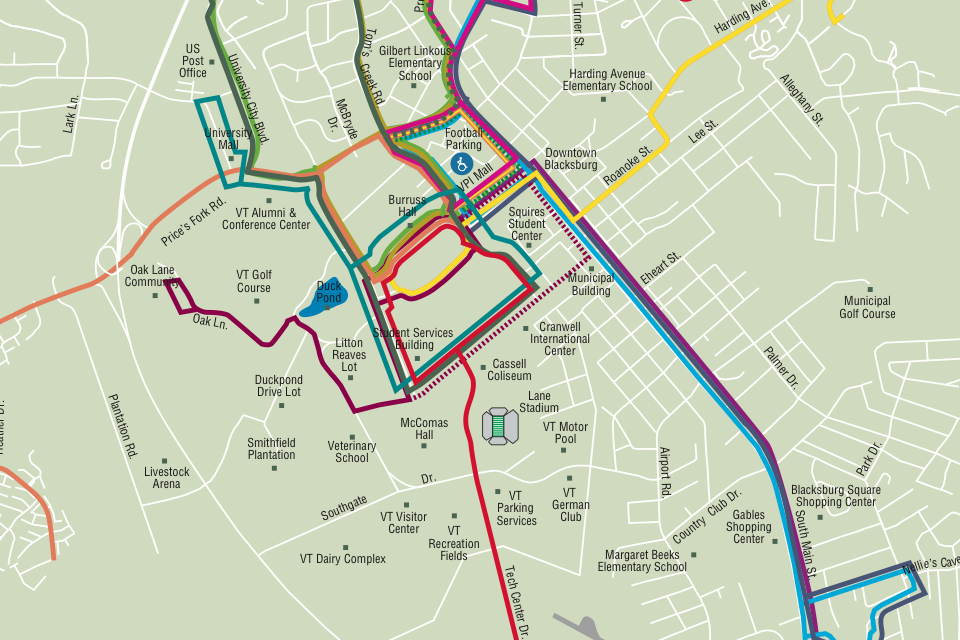 Turner St.
Harding Ave.
US
Post
Office
University City Blvd.
Tom's Creek Rd
Gilbert Linkous
Elementary
School
Harding Avenue
Elementary School
Alleghany St.
Lark Ln.
McBryde
Dr.
University
Mall
Football
Parking
Lee St.
Downtown
Blacksburg
Roanoke St.
VPI Mall
Price's Fork Rd.
VT Alumni &
Conference Center
Burruss
Hall
Squires
Student
Center
Eheart St.
Oak Lane
Community
VT Golf
Course
Duck
Pond
Municipal
Building
Municipal
Golf Course
Oak Ln.
Student Services
Building
Cranwell
International
Center
Litton
Reaves
Lot
Cassell
Coliseum
Palmer Dr.
Duckpond
Drive Lot
Lane
Stadium
Plantation Rd.
McComas
Hall
VT Motor
Pool
Smithfield
Plantation
Veterinary
School
Park Dr.
Livestock
Arena
Airport Rd.
Southgate
Dr.
VT
Parking
Services
VT
German
Club
Country Club Dr.
Blacksburg Square
Shopping Center
VT Visitor
Center
VT
Recreation
Fields
Gables
Shopping
Center
South Main St.
VT Dairy Complex
Margaret Beeks
Elementary School
Nellie's Cave
Tech Center Dr.